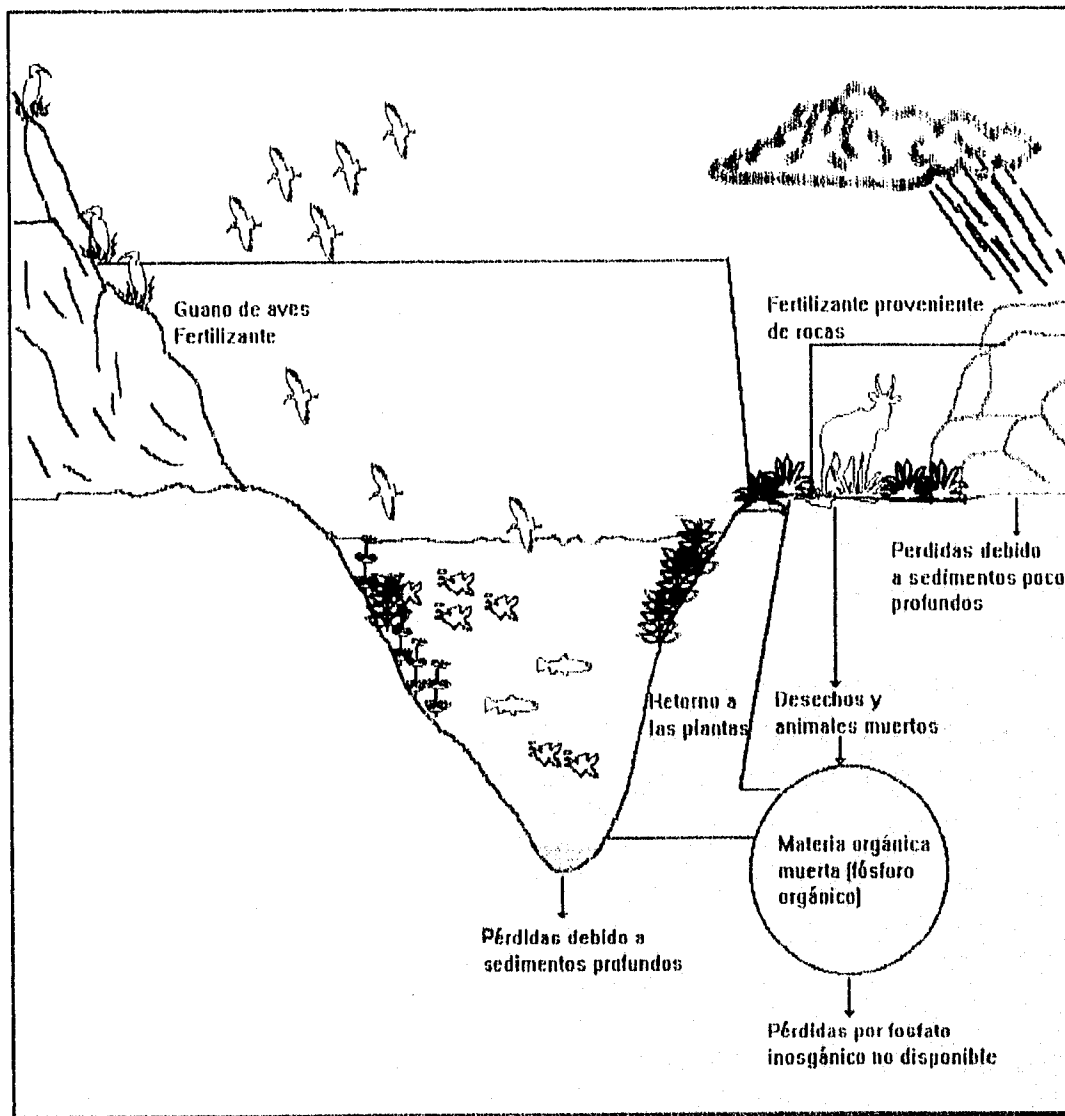 Guano de aves
Fertilizante
Fertilizante proveniente
de rocas
Perdidas debido
a sedimentos poco
profundos
Retorno a
las plantas
Desechos y
animales muertos
Materia orgánica
muerta (fósforo
orgánico)
Pérdidas debido a
sedimentos profundos
Pérdidas por fosfato
inosgánico no disponible